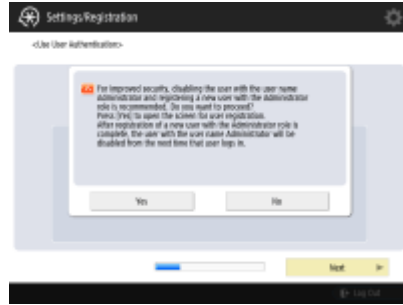 Settings/Registration
<Use User Authentication>
For improved security, disabling the user with the user name
Administrator and registering a new user with the Administrator
role is recommended. Do you want to proceed?
Press [Yes] to open the screen for user registration.
After registration of a new user with the Administrator role is
complete, the user with the user name Administrator will be
disabled from the next time that user logs in.
Yes
No
Next
Log Out